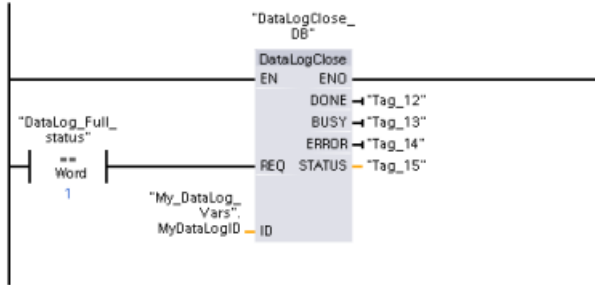 "DataLogClose_
DB"
DataLogClose
EN ENO
DONE "Tag_12"
BUSY "Tag_13"
"DataLog_Full_
status"
ERROR "Tag_14"
==
Word
REQ STATUS "Tag_15"
1
"My_DataLog_
Vars".
MyDataLogID ID